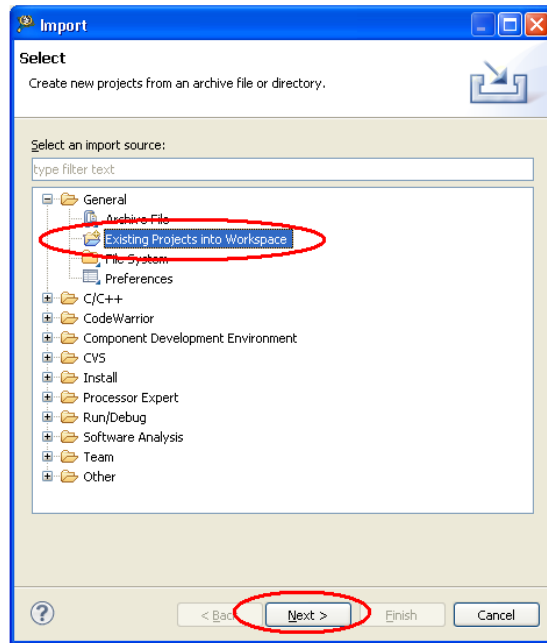 Import
Select
Create new projects from an archive file or directory.
Select an import source:
type filter text
General
Archive File
Existing Projects into Workspace
File System
Preferences
C/C++
CodeWarrior
Component Development Environment
CVS
Install
Processor Expert
Run/Debug
Software Analysis
Team
Other
? < Back Next > Finish Cancel